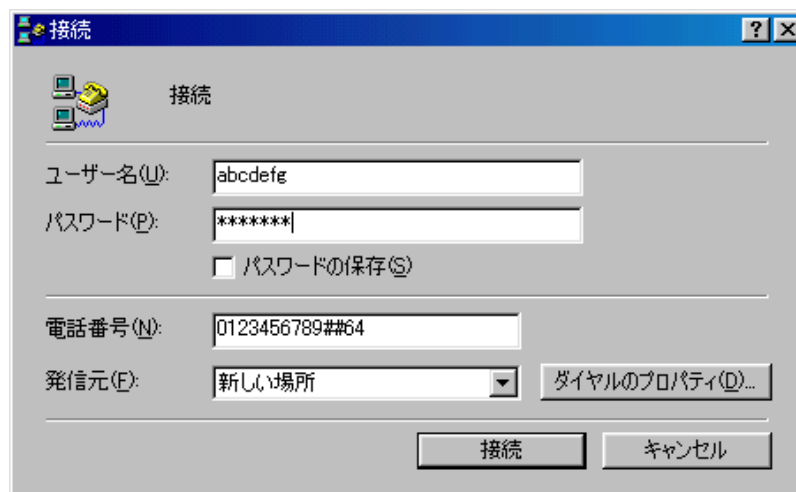 接続
接続
ユーザー名(U): abcdefg
パスワード(P): *******
パスワードの保存(S)
電話番号(N): 0123456789##64
発信元(F): 新しい場所 ダイヤルのプロパティ(D)...
接続 キャンセル